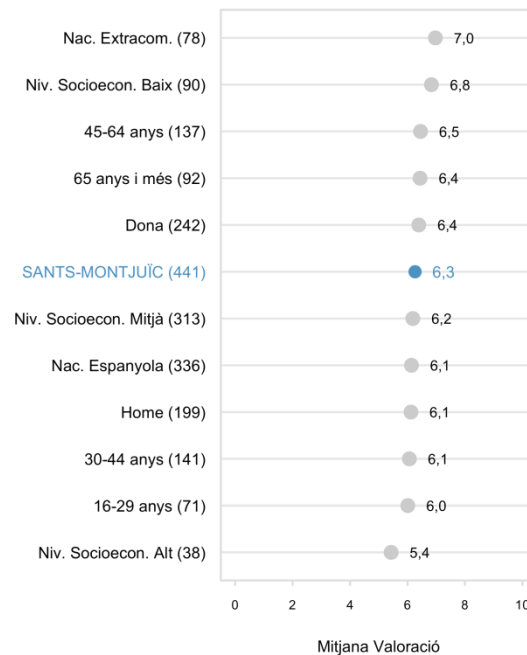 Nac. Extracom. (78) 7,0
Niv. Socioecon. Baix (90) 6,8
45-64 anys (137) 6,5
65 anys i més (92) 6,4
Dona (242) 6,4
SANTS-MONTJUÏC (441) 6,3
Niv. Socioecon. Mitjà (313) 6,2
Nac. Espanyola (336) 6,1
Home (199) 6,1
30-44 anys (141) 6,1
16-29 anys (71) 6,0
Niv. Socioecon. Alt (38) 5,4
0 2 4 6 8 10
Mitjana Valoració